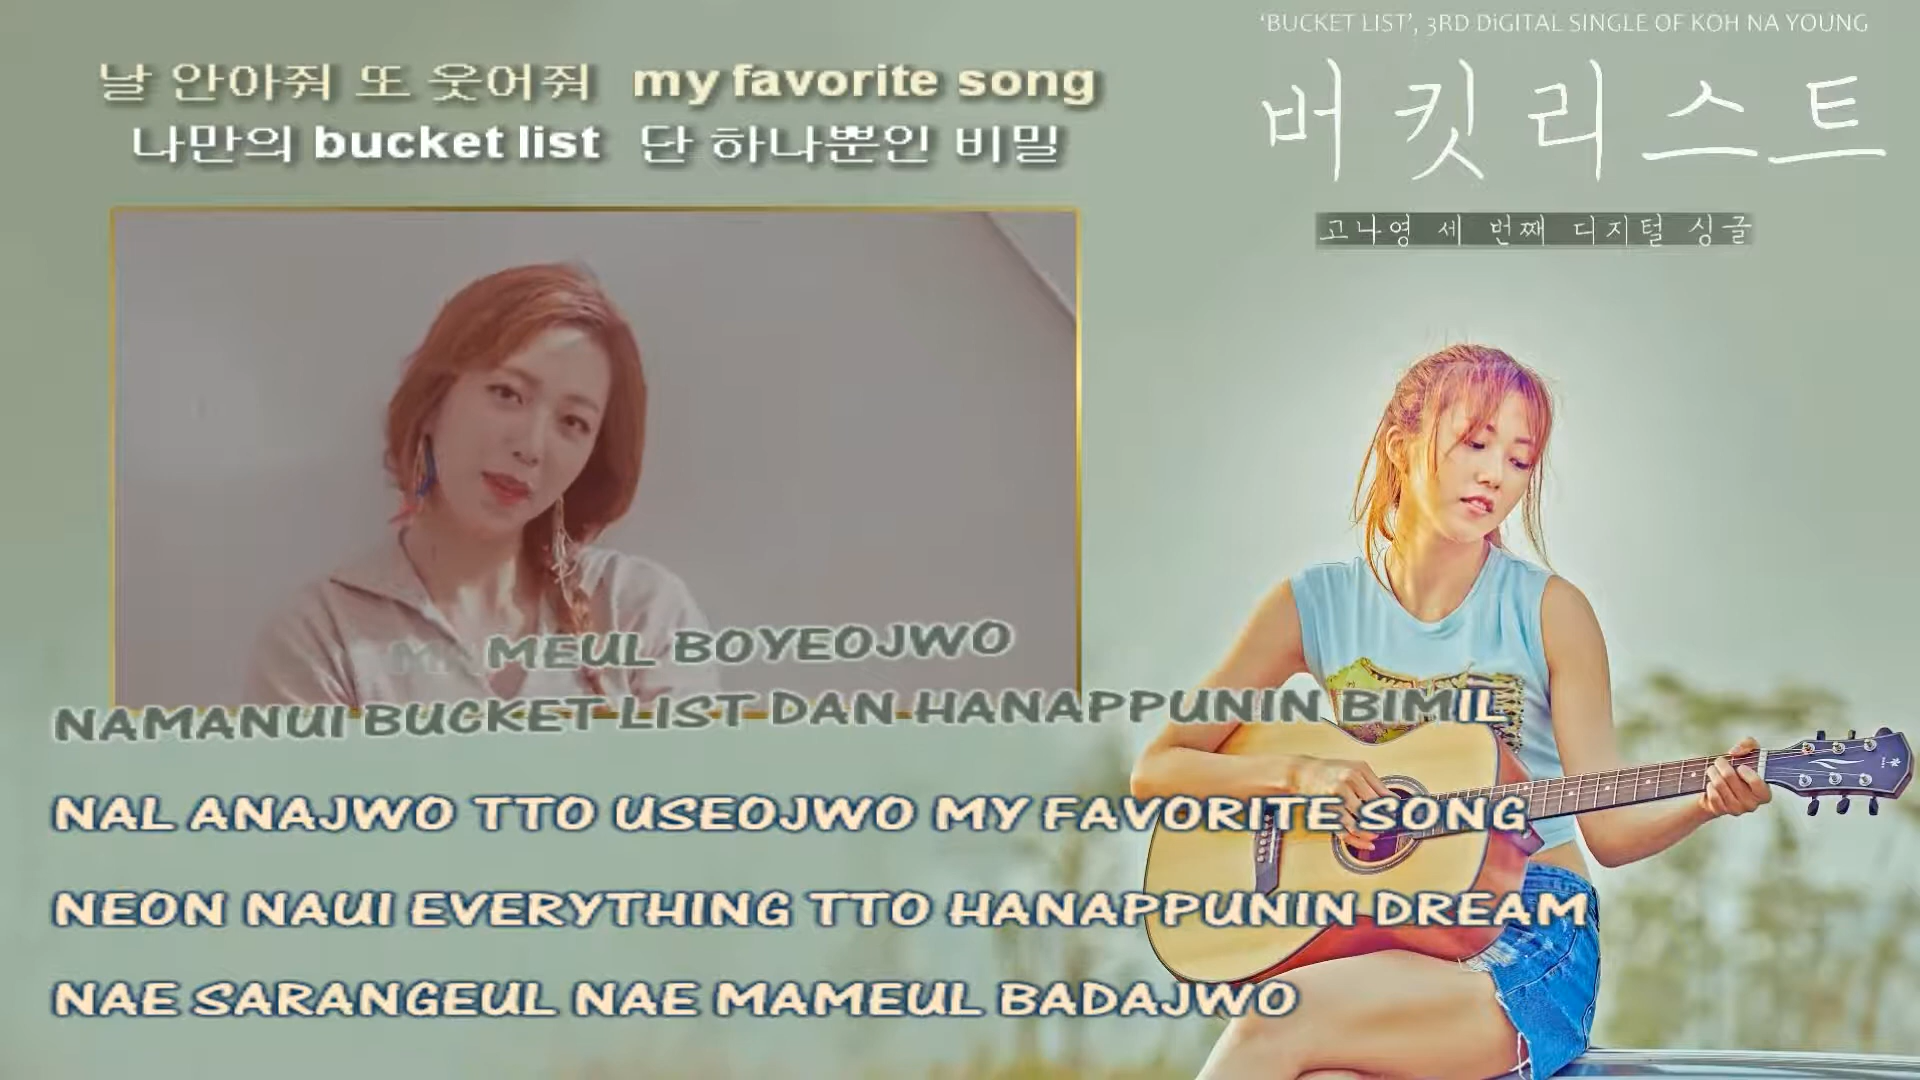 ‘BUCKET LIST’, 3RD DiGiTAL SINGLE OF KOH NA YOUNG
버킷리스트
고나영 세 번째 디지털 싱글
날 안아줘 또 웃어줘 my favorite song
나만의 bucket list 단 하나뿐인 비밀
MEUL BOYEOJWO
NAMANUI BUCKET LIST DAN HANAPPUNIN BIMIL
NAL ANAJWO TTO USEOJWO MY FAVORITE SONG
NEON NAUI EVERYTHING TTO HANAPPUNIN DREAM
NAE SARANGEUL NAE MAMEUL BADAJWO